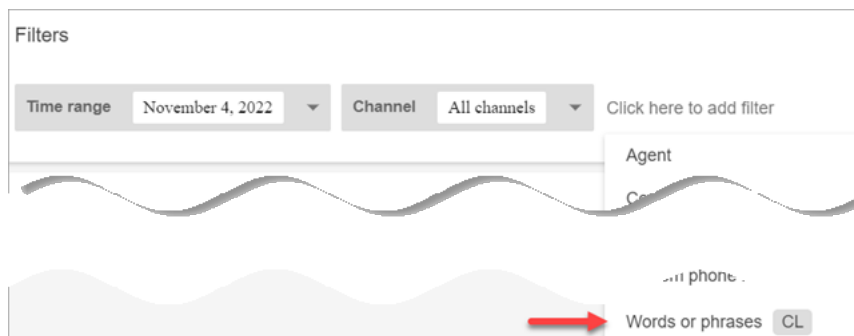 Filters
Time range November 4, 2022 Channel All channels Click here to add filter
Agent
phone
Words or phrases CL